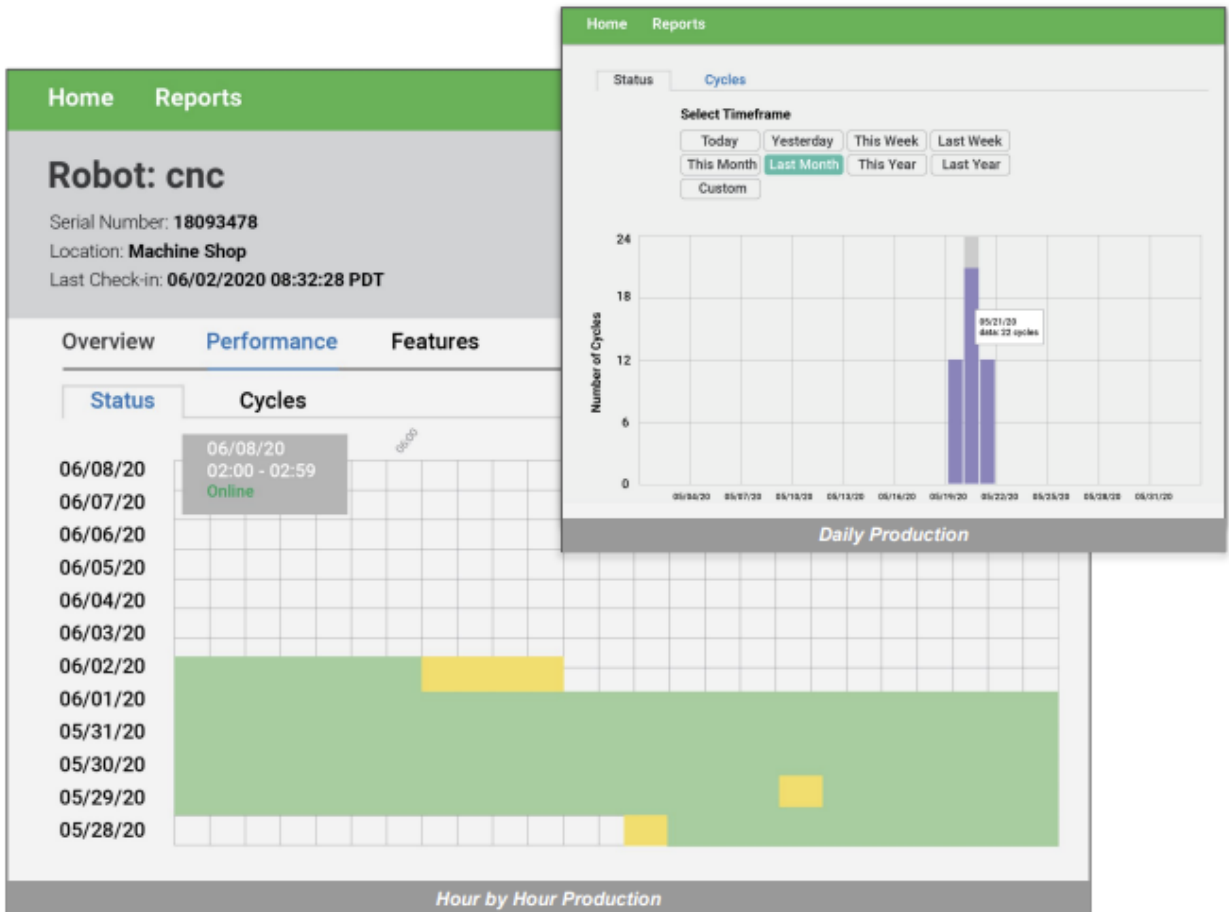 Home Reports
Robot: cnc
Serial Number: 18093478
Location: Machine Shop
Last Check-in: 06/02/2020 08:32:28 PDT
Overview Performance Features
Status Cycles
06:00
06/08/20
02:00 - 02:59
Online
06/08/20
06/07/20
06/06/20
06/05/20
06/04/20
06/03/20
06/02/20
06/01/20
05/31/20
05/30/20
05/29/20
05/28/20
Hour by Hour Production
Home Reports
Status Cycles
Select Timeframe
Today Yesterday This Week Last Week
This Month Last Month This Year Last Year
Custom
Number of Cycles
24
18
12
6
0
05/21/20
data: 22 cycles
05/04/20 05/07/20 05/10/20 05/13/20 05/16/20 05/19/20 05/22/20 05/25/20 05/28/20 05/31/20
Daily Production